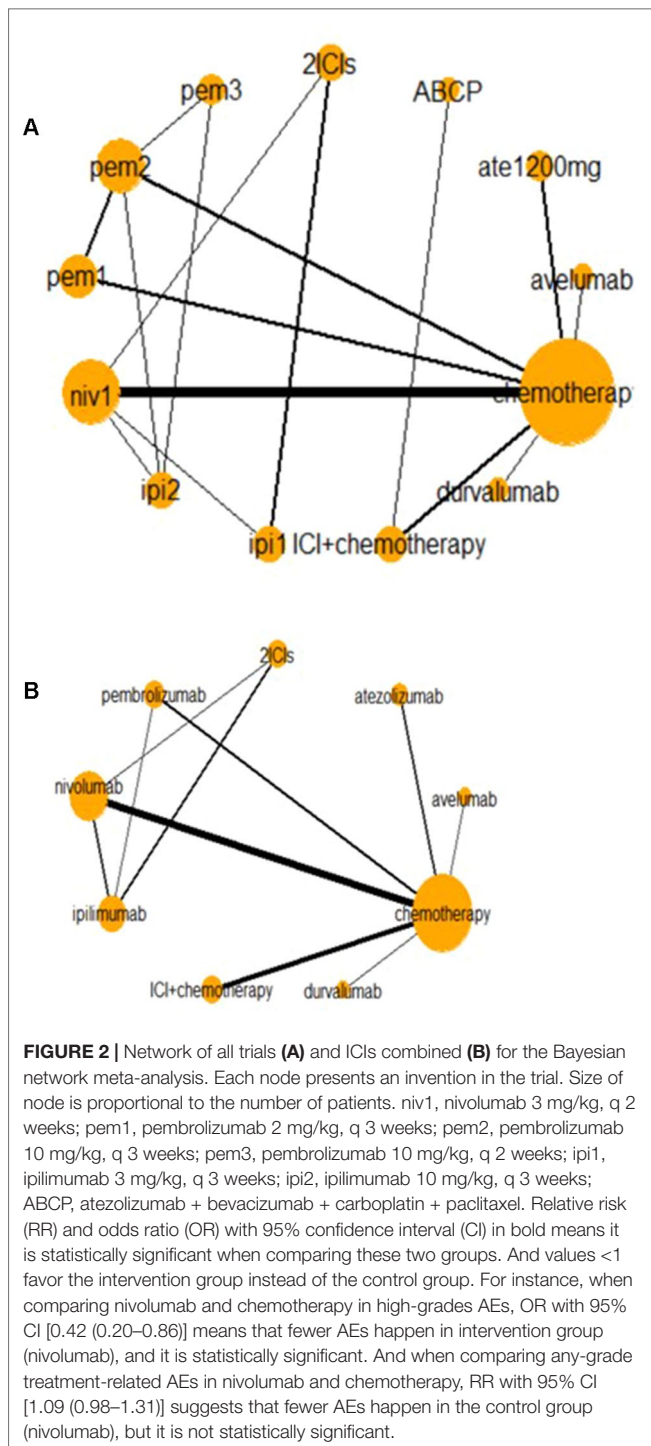 A
2ICIs
pem3
ABCP
pem2
ate1200mg
pem1
avelumab
niv1
chemotherap
ipi2
durvalumab
ipi1 ICI+chemotherapy
B
2ICIs
pembrolizumab
atezolizumab
nivolumab
avelumab
ipilimumab
chemotherapy
ICI+chemotherapy
durvalumab
FIGURE 2 | Network of all trials (A) and ICIs combined (B) for the Bayesian
network meta-analysis. Each node presents an invention in the trial. Size of
node is proportional to the number of patients. niv1, nivolumab 3 mg/kg, q 2
weeks; pem1, pembrolizumab 2 mg/kg, q 3 weeks; pem2, pembrolizumab
10 mg/kg, q 3 weeks; pem3, pembrolizumab 10 mg/kg, q 2 weeks; ipi1,
ipilimumab 3 mg/kg, q 3 weeks; ipi2, ipilimumab 10 mg/kg, q 3 weeks;
ABCP, atezolizumab + bevacizumab + carboplatin + paclitaxel. Relative risk
(RR) and odds ratio (OR) with 95% confidence interval (CI) in bold means it
is statistically significant when comparing these two groups. And values <1
favor the intervention group instead of the control group. For instance, when
comparing nivolumab and chemotherapy in high-grades AEs, OR with 95%
CI [0.42 (0.20–0.86)] means that fewer AEs happen in intervention group
(nivolumab), and it is statistically significant. And when comparing any-grade
treatment-related AEs in nivolumab and chemotherapy, RR with 95% CI
[1.09 (0.98–1.31)] suggests that fewer AEs happen in the control group
(nivolumab), but it is not statistically significant.